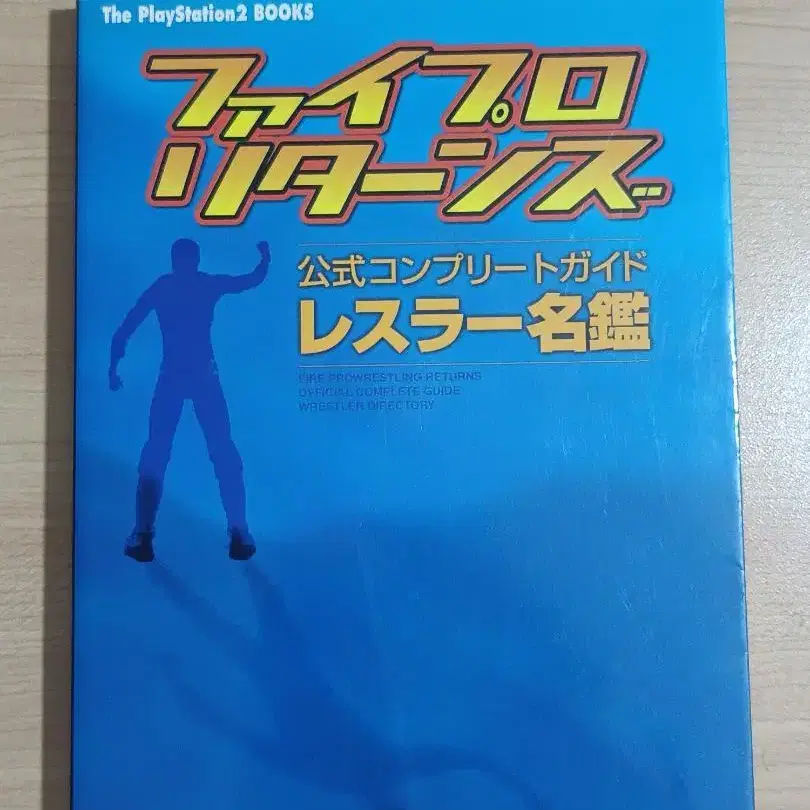 The PlayStation2 BOOKS
ファイプロ
リターンズ
公式コンプリートガイド
レスラー名鑑
FIRE PROWRESTLING RETURNS
OFFICIAL COMPLETE GUIDE
WRESTLER DIRECTORY